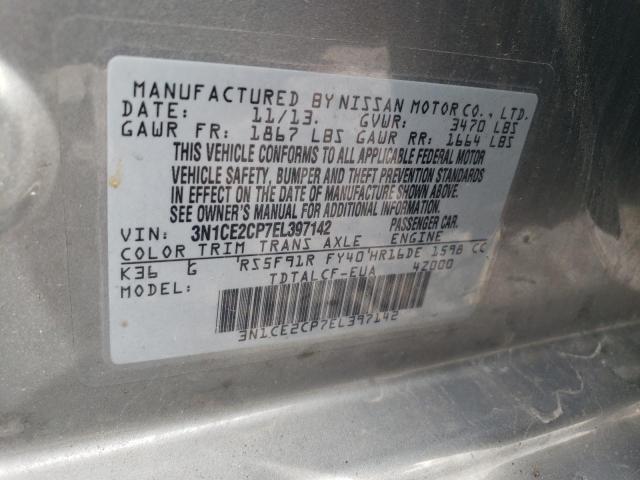 MANUFACTURED BY NISSAN MOTOR CO., LTD.
DATE: 11/13. GVWR: 3470 LBS
GAWR FR: 1867 LBS GAWR RR: 1664 LBS
THIS VEHICLE CONFORMS TO ALL APPLICABLE FEDERAL MOTOR
VEHICLE SAFETY, BUMPER AND THEFT PREVENTION STANDARDS
IN EFFECT ON THE DATE OF MANUFACTURE SHOWN ABOVE.
SEE OWNER'S MANUAL FOR ADDITIONAL INFORMATION.
VIN: 3N1CE2CP7EL397142 PASSENGER CAR.
COLOR TRIM TRANS AXLE ENGINE
K36 G RS5F91R FY40 HR16DE 1598 CC
MODEL: TDTALCF-EUA 42000
3N1CE2CP7EL397142